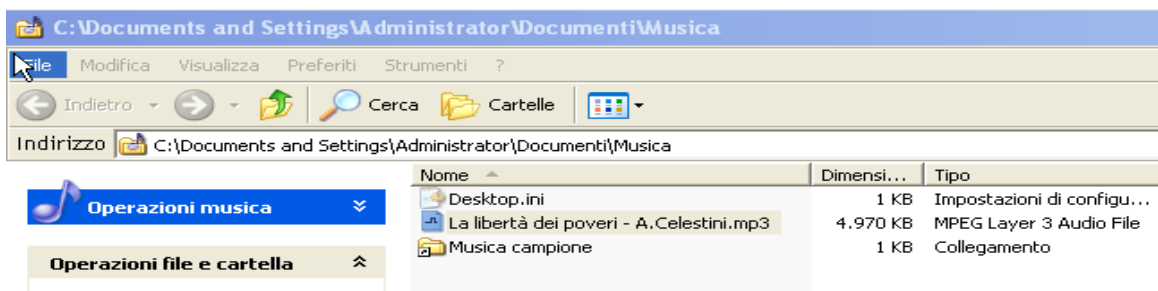 C:\Documents and Settings\Administrator\Documenti\Musica
File Modifica Visualizza Preferiti Strumenti ?
Indietro Cerca Cartelle
Indirizzo C:\Documents and Settings\Administrator\Documenti\Musica
Nome Dimensi... Tipo
Desktop.ini 1 KB Impostazioni di configu...
Operazioni musica
La libertà dei poveri - A.Celestini.mp3 4.970 KB MPEG Layer 3 Audio File
Musica campione 1 KB Collegamento
Operazioni file e cartella